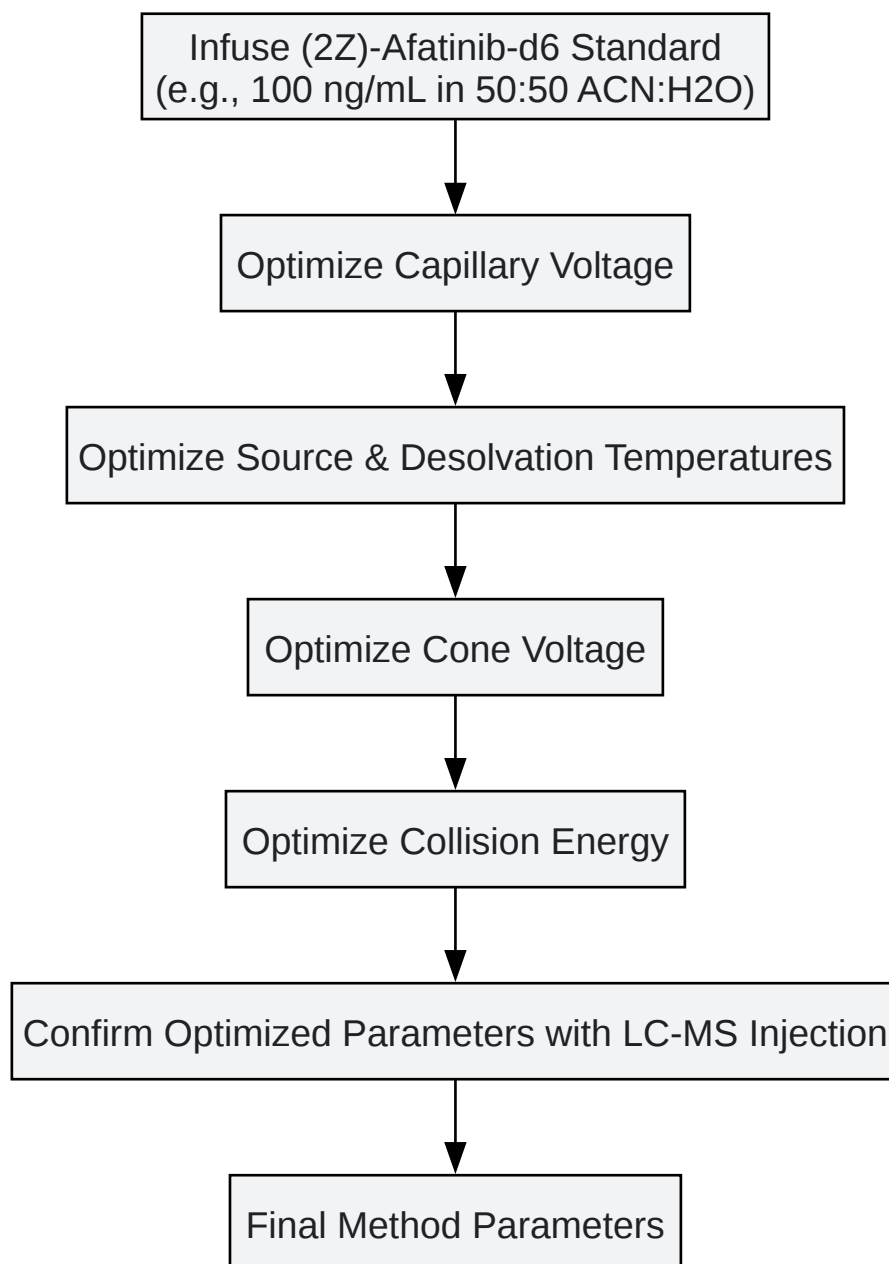 Infuse (2Z)-Afatinib-d6 Standard
(e.g., 100 ng/mL in 50:50 ACN:H2O)
Optimize Capillary Voltage
Optimize Source & Desolvation Temperatures
Optimize Cone Voltage
Optimize Collision Energy
Confirm Optimized Parameters with LC-MS Injection
Final Method Parameters